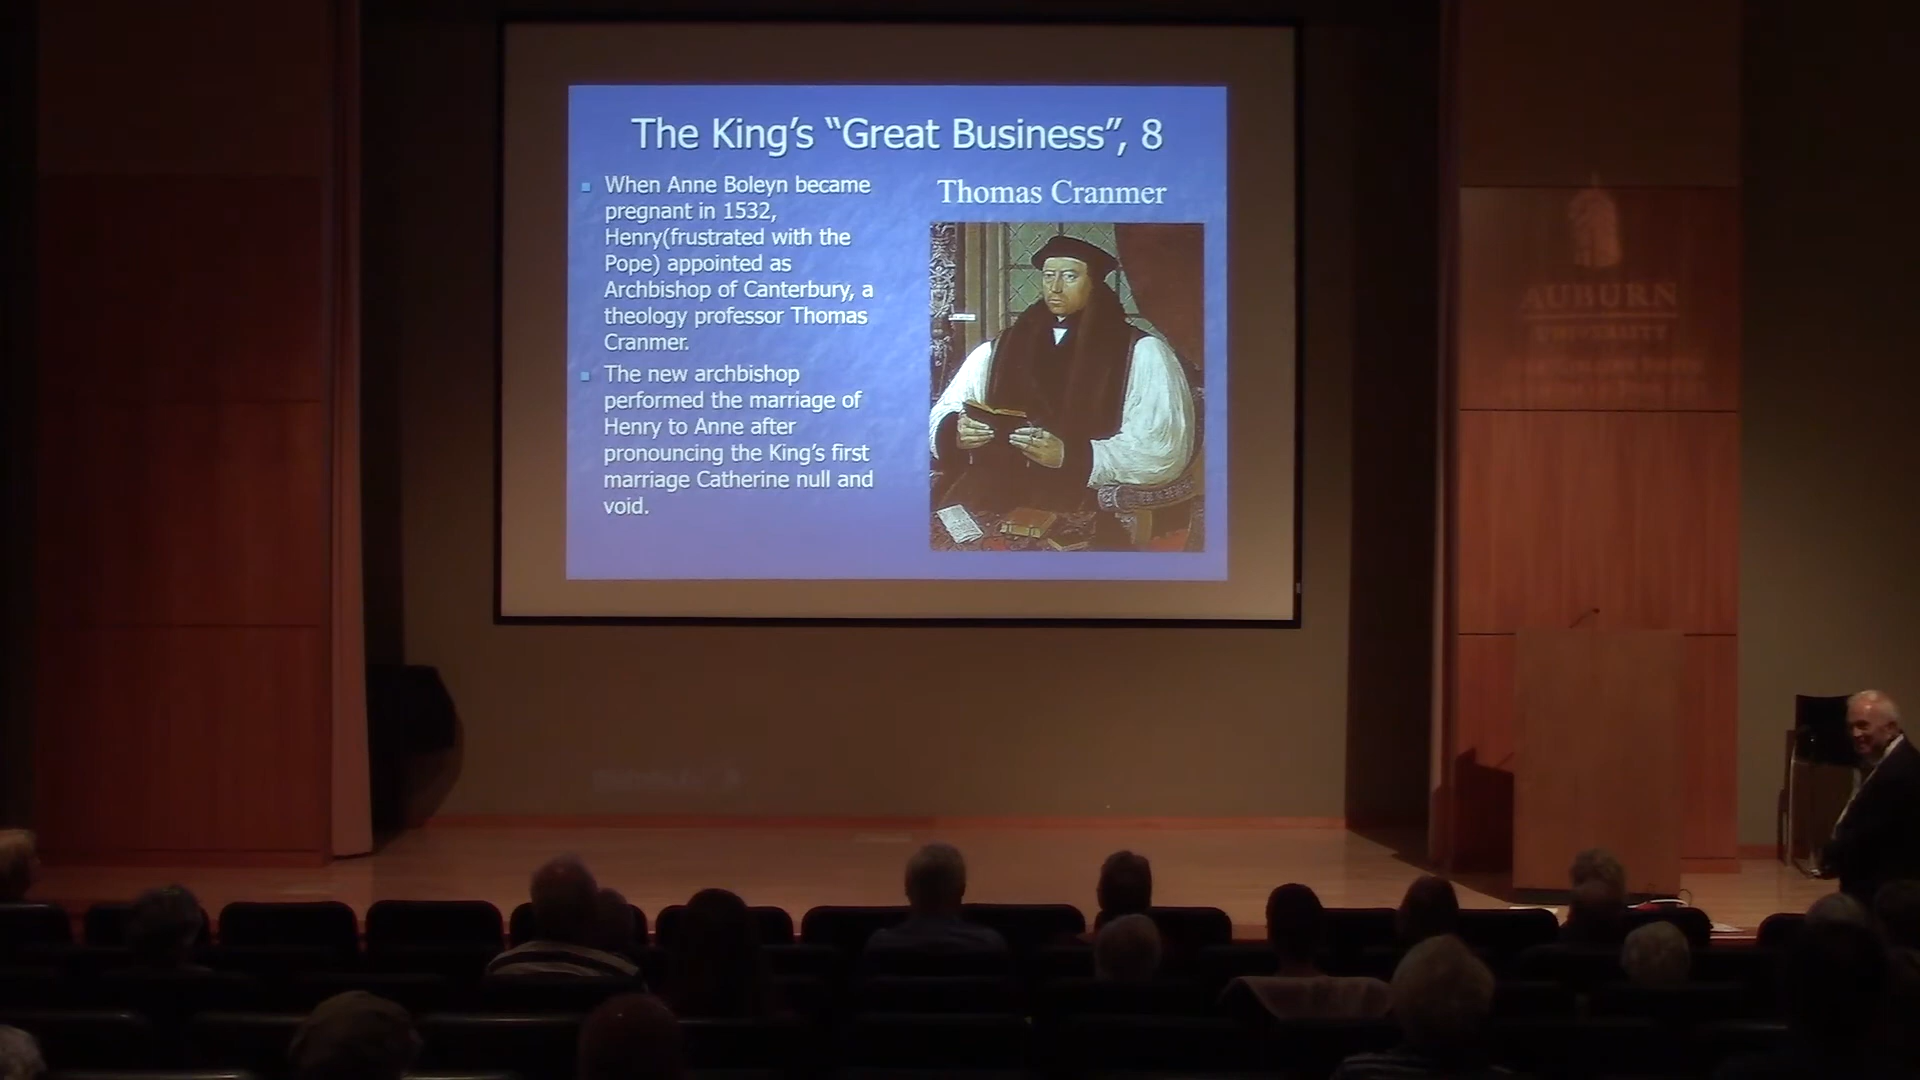 The King's “Great Business”, 8
When Anne Boleyn became
pregnant in 1532,
Henry(frustrated with the
Pope) appointed as
Archbishop of Canterbury, a
theology professor Thomas
Cranmer.
The new archbishop
performed the marriage of
Henry to Anne after
pronouncing the King's first
marriage Catherine null and
void.
Thomas Cranmer
AUBURN
UNIVERSITY